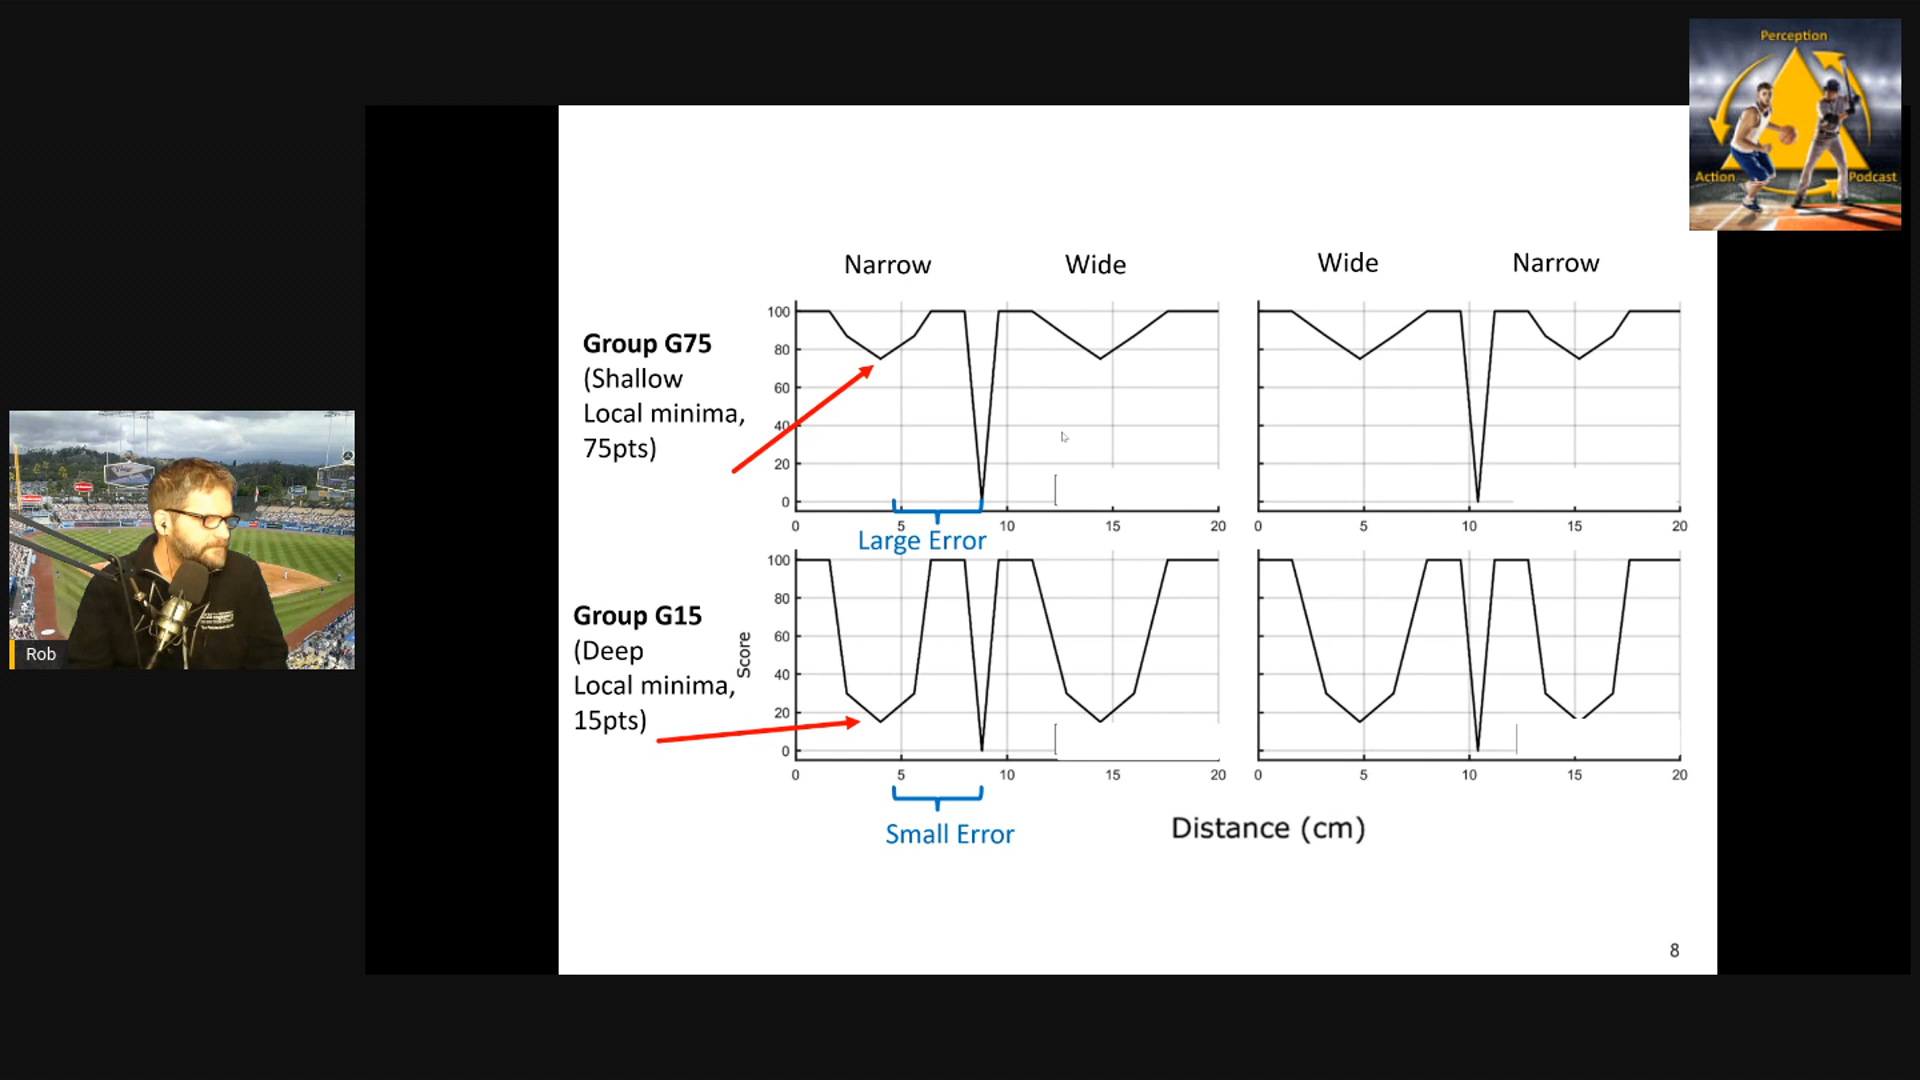 Perception
Action
Podcast
Narrow
Wide
Wide
Narrow
Group G75
(Shallow
Local minima,
75pts)
100
80
60
40
20
0
0
5
10
15
20
0
5
10
15
20
Large Error
Group G15
(Deep
Local minima,
15pts)
Score
100
80
60
40
20
0
0
5
10
15
20
0
5
10
15
20
Small Error
Distance (cm)
8
Rob